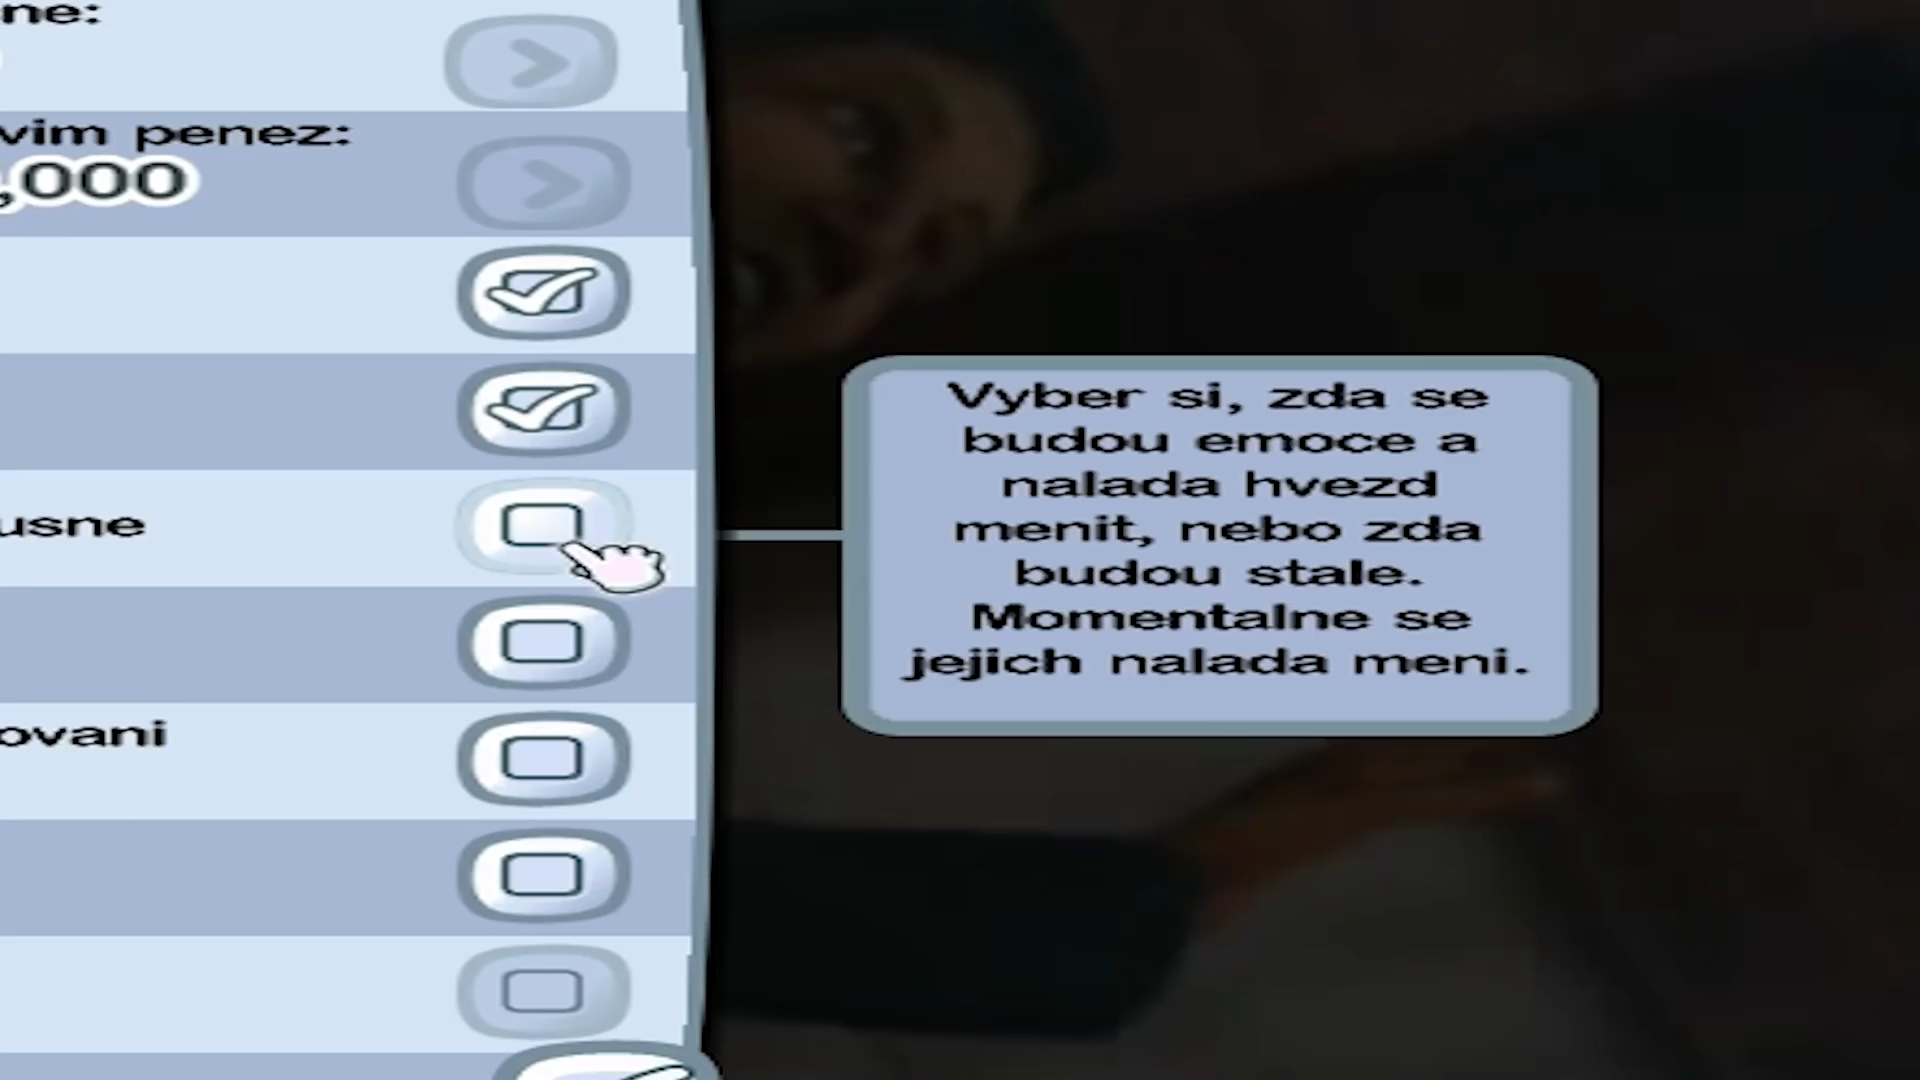 ne:
vim penez:
,000
usne
ovani
Vyber si, zda se
budou emoce a
nalada hvezd
menit, nebo zda
budou stale.
Momentalne se
jejich nalada meni.